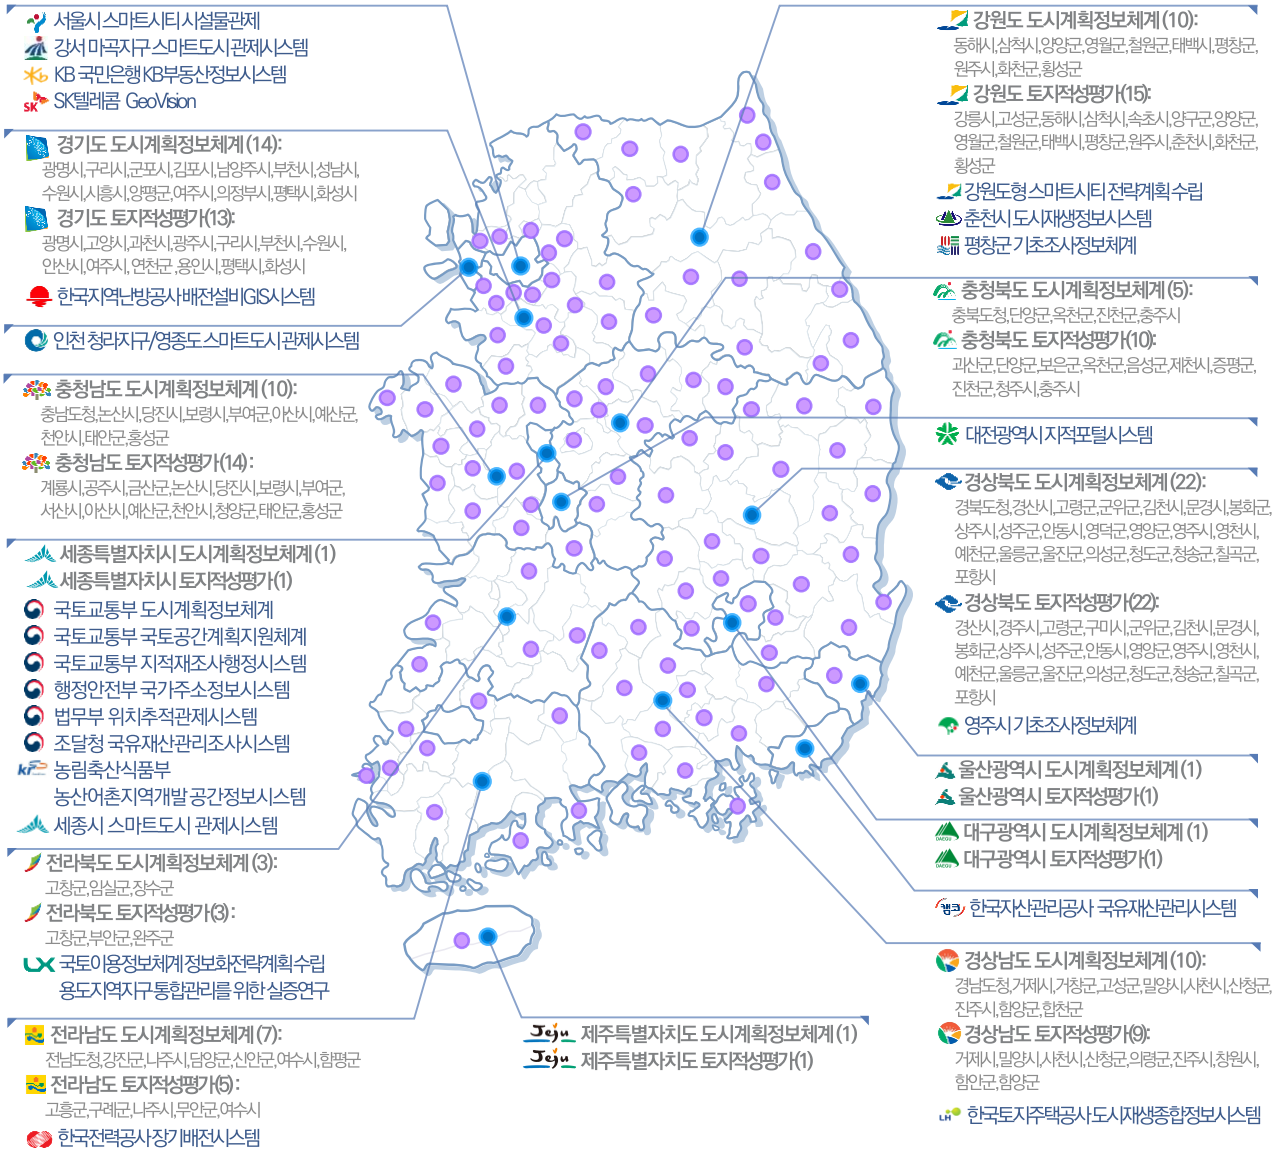 서울시 스마트시티 시설물관제
강서 마곡지구 스마트도시 관제시스템
KB 국민은행 KB부동산정보시스템
SK텔레콤 GeoVision
경기도 도시계획정보체계(14):
광명시,구리시,군포시,김포시,남양주시,부천시,성남시,
수원시,시흥시,양평군,여주시,의정부시,평택시,화성시
경기도 토지적성평가(13):
광명시,고양시,과천시,광주시,구리시,부천시,수원시,
안산시,여주시,연천군,용인시,평택시,화성시
한국지역난방공사 배전설비GIS시스템
인천 청라지구/영종도 스마트도시 관제시스템
충청남도 도시계획정보체계(10):
충남도청,논산시,당진시,보령시,부여군,아산시,예산군,
천안시,태안군,홍성군
충청남도 토지적성평가(14):
계룡시,공주시,금산군,논산시,당진시,보령시,부여군,
서산시,아산시,예산군,천안시,청양군,태안군,홍성군
세종특별자치시 도시계획정보체계(1)
세종특별자치시 토지적성평가(1)
국토교통부 도시계획정보체계
국토교통부 국토공간계획지원체계
국토교통부 지적재조사행정시스템
행정안전부 국가주소정보시스템
법무부 위치추적관제시스템
조달청 국유재산관리조사시스템
농림축산식품부
농산어촌지역개발 공간정보시스템
세종시 스마트도시 관제시스템
전라북도 도시계획정보체계(3):
고창군,임실군,장수군
전라북도 토지적성평가(3):
고창군,부안군,완주군
LX 국토이용정보체계 정보화전략계획 수립
용도지역지구 통합관리를 위한 실증연구
전라남도 도시계획정보체계(7):
전남도청,강진군,나주시,담양군,신안군,여수시,함평군
전라남도 토지적성평가(5):
고흥군,구례군,나주시,무안군,여수시
한국전력공사 장기배전시스템
Jeju 제주특별자치도 도시계획정보체계(1)
Jeju 제주특별자치도 토지적성평가(1)
강원도 도시계획정보체계(10):
동해시,삼척시,양양군,영월군,철원군,태백시,평창군,
원주시,화천군,횡성군
강원도 토지적성평가(15):
강릉시,고성군,동해시,삼척시,속초시,양구군,양양군,
영월군,철원군,태백시,평창군,원주시,춘천시,화천군,
횡성군
강원도형 스마트시티 전략계획 수립
춘천시 도시재생정보시스템
평창군 기초조사정보체계
충청북도 도시계획정보체계(5):
충북도청,단양군,옥천군,진천군,충주시
충청북도 토지적성평가(10):
괴산군,단양군,보은군,옥천군,음성군,제천시,증평군,
진천군,청주시,충주시
대전광역시 지적포털시스템
경상북도 도시계획정보체계(22):
경북도청,경산시,고령군,군위군,김천시,문경시,봉화군,
상주시,성주군,안동시,영덕군,영양군,영주시,영천시,
예천군,울릉군,울진군,의성군,청도군,청송군,칠곡군,
포항시
경상북도 토지적성평가(22):
경산시,경주시,고령군,구미시,군위군,김천시,문경시,
봉화군,상주시,성주군,안동시,영양군,영주시,영천시,
예천군,울릉군,울진군,의성군,청도군,청송군,칠곡군,
포항시
영주시 기초조사정보체계
울산광역시 도시계획정보체계(1)
울산광역시 토지적성평가(1)
DAEGU 대구광역시 도시계획정보체계(1)
DAEGU 대구광역시 토지적성평가(1)
캠코 한국자산관리공사 국유재산관리시스템
경상남도 도시계획정보체계(10):
경남도청,거제시,거창군,고성군,밀양시,사천시,산청군,
진주시,함양군,합천군
경상남도 토지적성평가(9):
거제시,밀양시,사천시,산청군,의령군,진주시,창원시,
함안군,함양군
LH 한국토지주택공사 도시재생종합정보시스템